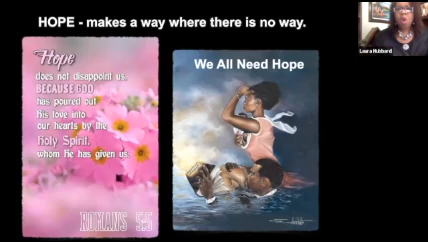 HOPE - makes a way where there is no way.
Hope
does not disappoint us,
BECAUSE GOD
has poured out
His love into
our hearts by the
Holy Spirit,
whom He has given us.
ROMANS 5:5
We All Need Hope
Laura Hubbard